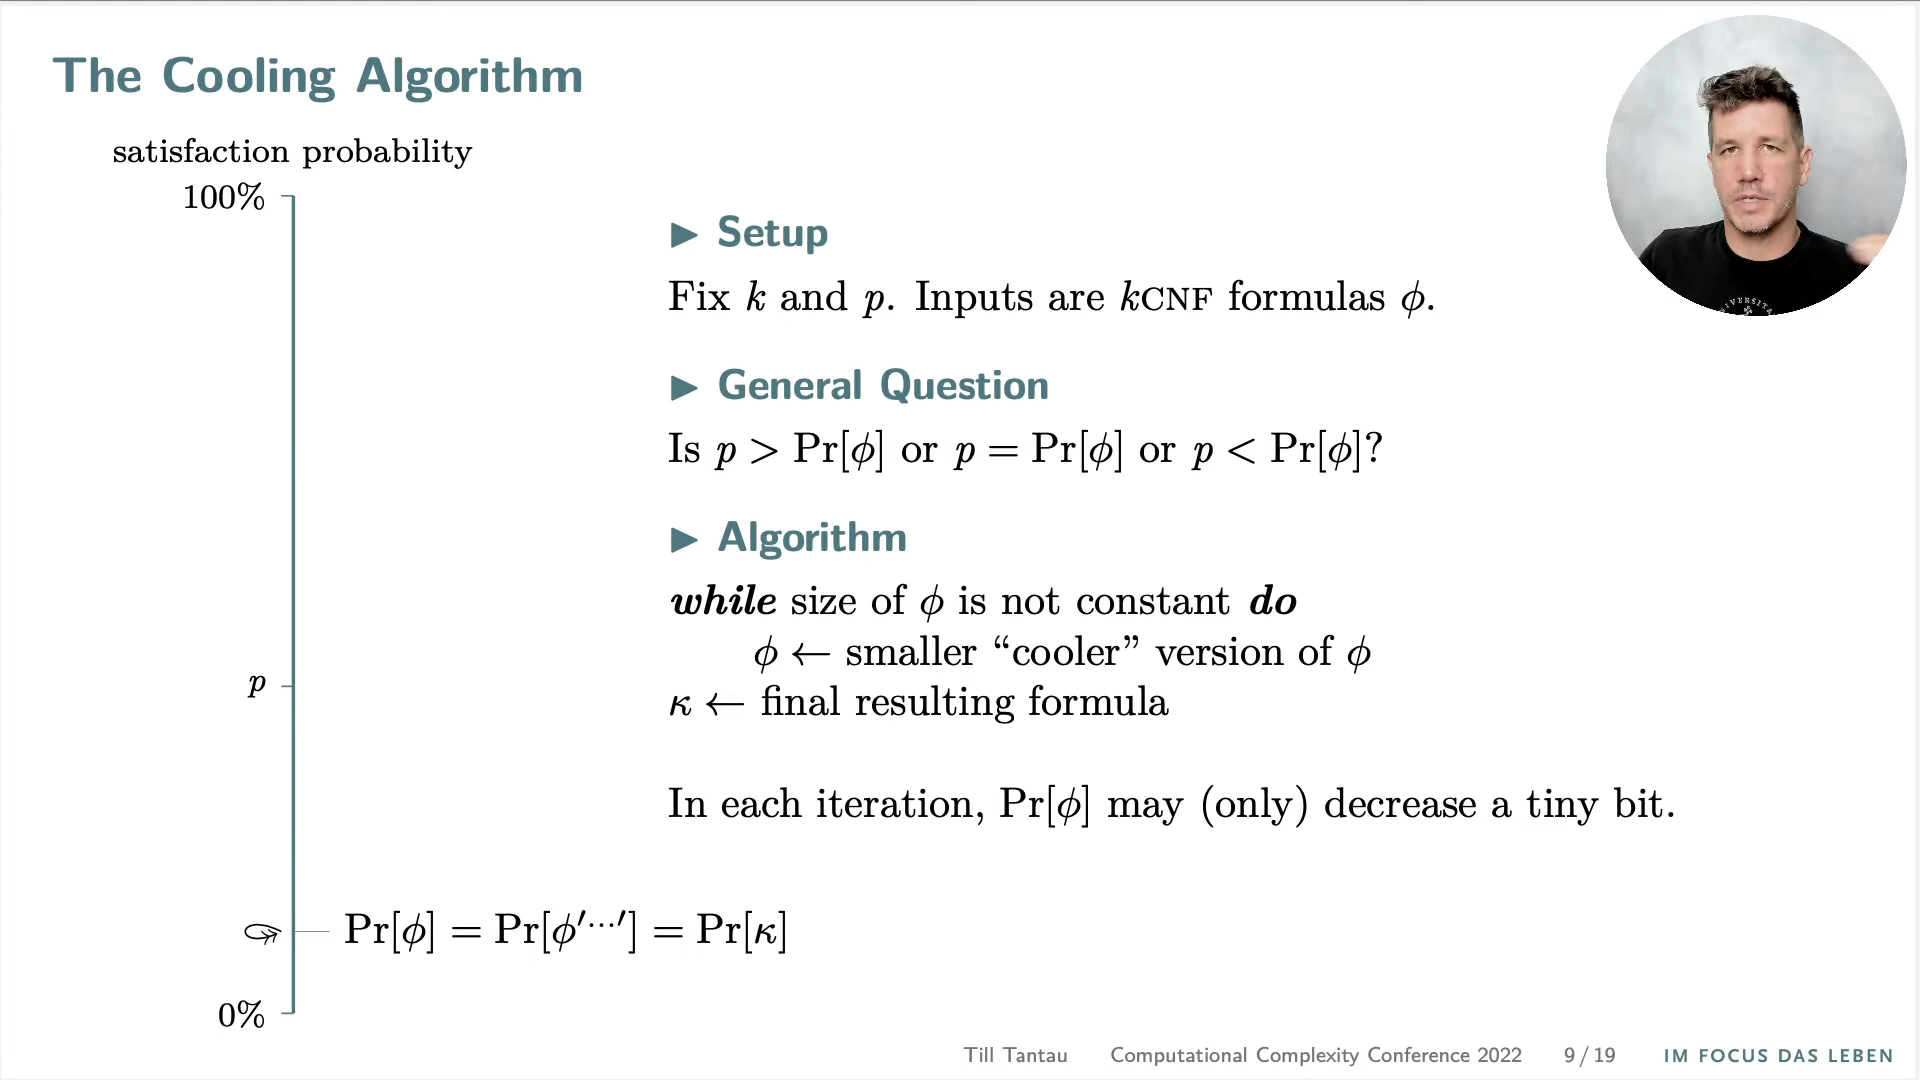 The Cooling Algorithm
satisfaction probability
100%
p
Pr[ϕ] = Pr[ϕ′⋯′] = Pr[κ]
0%
▶ Setup
Fix k and p. Inputs are kCNF formulas ϕ.
▶ General Question
Is p > Pr[ϕ] or p = Pr[ϕ] or p < Pr[ϕ]?
▶ Algorithm
while size of ϕ is not constant do
ϕ ← smaller “cooler” version of ϕ
κ ← final resulting formula
In each iteration, Pr[ϕ] may (only) decrease a tiny bit.
Till Tantau Computational Complexity Conference 2022 9 / 19 IM FOCUS DAS LEBEN